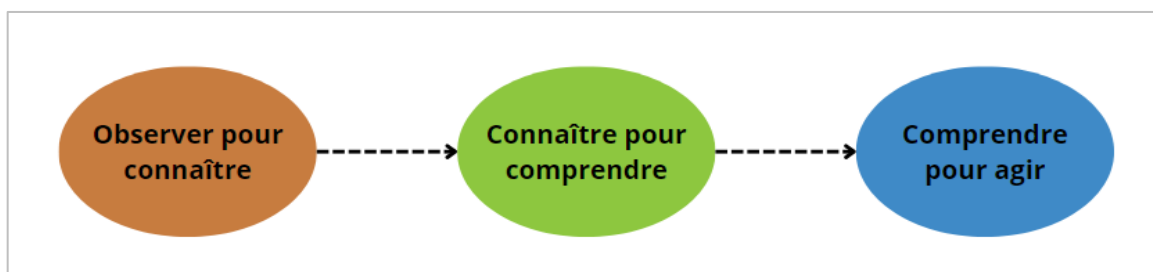 Observer pour
connaître
Connaître pour
comprendre
Comprendre
pour agir